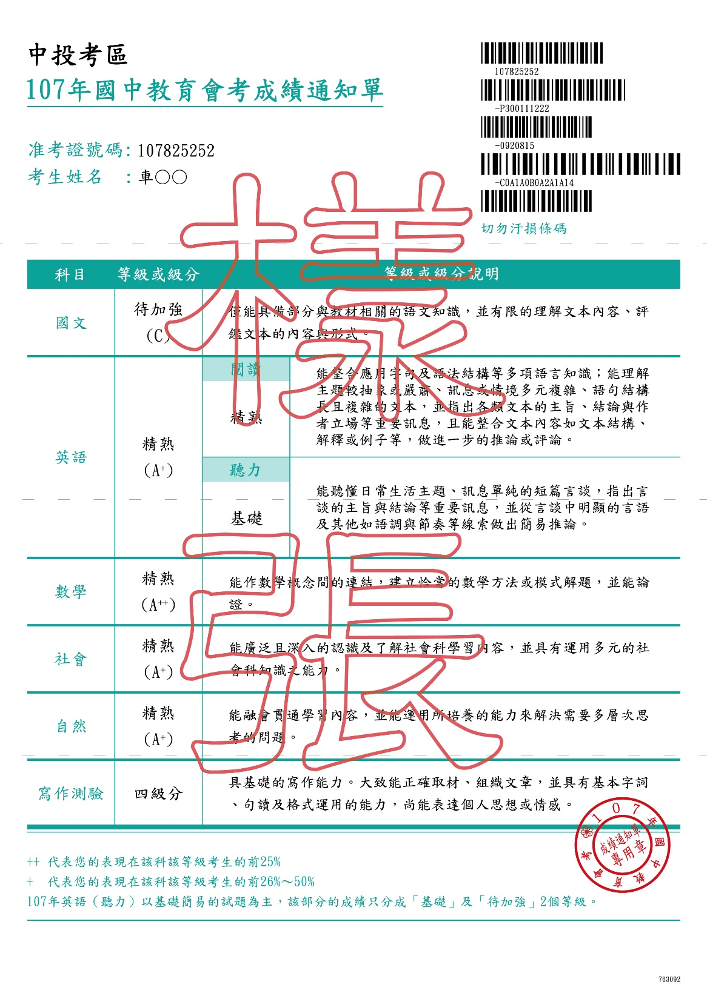 中投考區
107年國中教育會考成績通知單
准考證號碼：107825252
考生姓名　：車○○
107825252
-P300111222
-0920815
-C0A1A0B0A2A1A14
切勿汙損條碼
樣張
科目　等級或級分　等級或級分說明
國文
待加強
(C)
僅能具備部分與教材相關的語文知識，並有限的理解文本內容、評
鑑文本的內容與形式。
英語
精熟
(A+)
閱讀
精熟
能整合應用字句及語法結構等多項語言知識；能理解
主題較抽象或嚴肅、訊息或情境多元複雜、語句結構
長且複雜的文本，並指出各類文本的主旨、結論與作
者立場等重要訊息，且能整合文本內容如文本結構、
解釋或例子等，做進一步的推論或評論。
聽力
基礎
能聽懂日常生活主題、訊息單純的短篇言談，指出言
談的主旨與結論等重要訊息，並從言談中明顯的言語
及其他如語調與節奏等線索做出簡易推論。
數學
精熟
(A++)
能作數學概念間的連結，建立恰當的數學方法或模式解題，並能論
證。
社會
精熟
(A+)
能廣泛且深入的認識及了解社會科學習內容，並具有運用多元的社
會科知識之能力。
自然
精熟
(A+)
能融會貫通學習內容，並能運用所培養的能力來解決需要多層次思
考的問題。
寫作測驗
四級分
具基礎的寫作能力。大致能正確取材、組織文章，並具有基本字詞
、句讀及格式運用的能力，尚能表達個人思想或情感。
107年國中教育會考
成績通知單
專用章
++ 代表您的表現在該科該等級考生的前25%
+ 代表您的表現在該科該等級考生的前26%～50%
107年英語（聽力）以基礎簡易的試題為主，該部分的成績只分成「基礎」及「待加強」2個等級。
763092